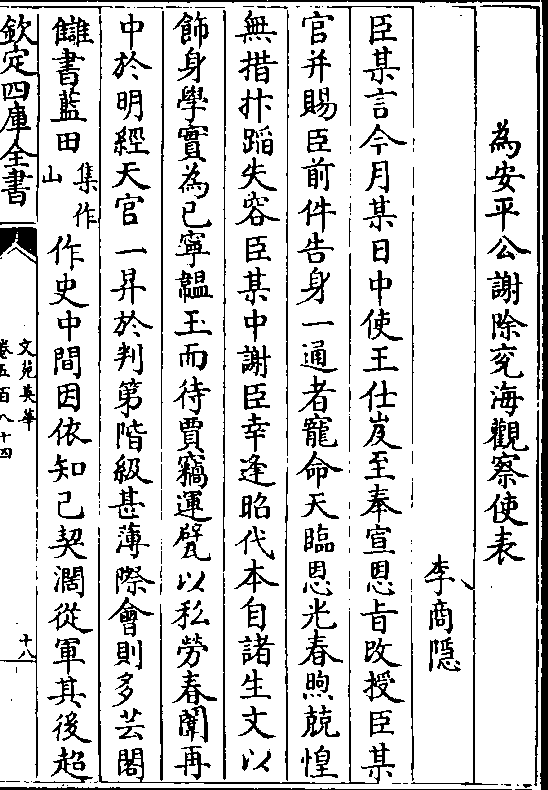 為安平公謝除兖海觀察使表
李商隱
臣某言今月某日中使王仕岌至奉宣恩旨改授臣某
官并賜臣前件告身一通者寵命天臨恩光春煦兢惶
無措抃蹈失容臣某中謝臣幸逢昭代本自諸生文以
飾身學實為己寧韞玉而待賈竊運甓以私勞春闈再
中於明經天官一昇於判第階級甚薄際會則多芸閣
讎書藍田集作山作史中間因依知己契濶從軍其後超
欽定四庫全書
文苑英華
卷五百八十四
十八